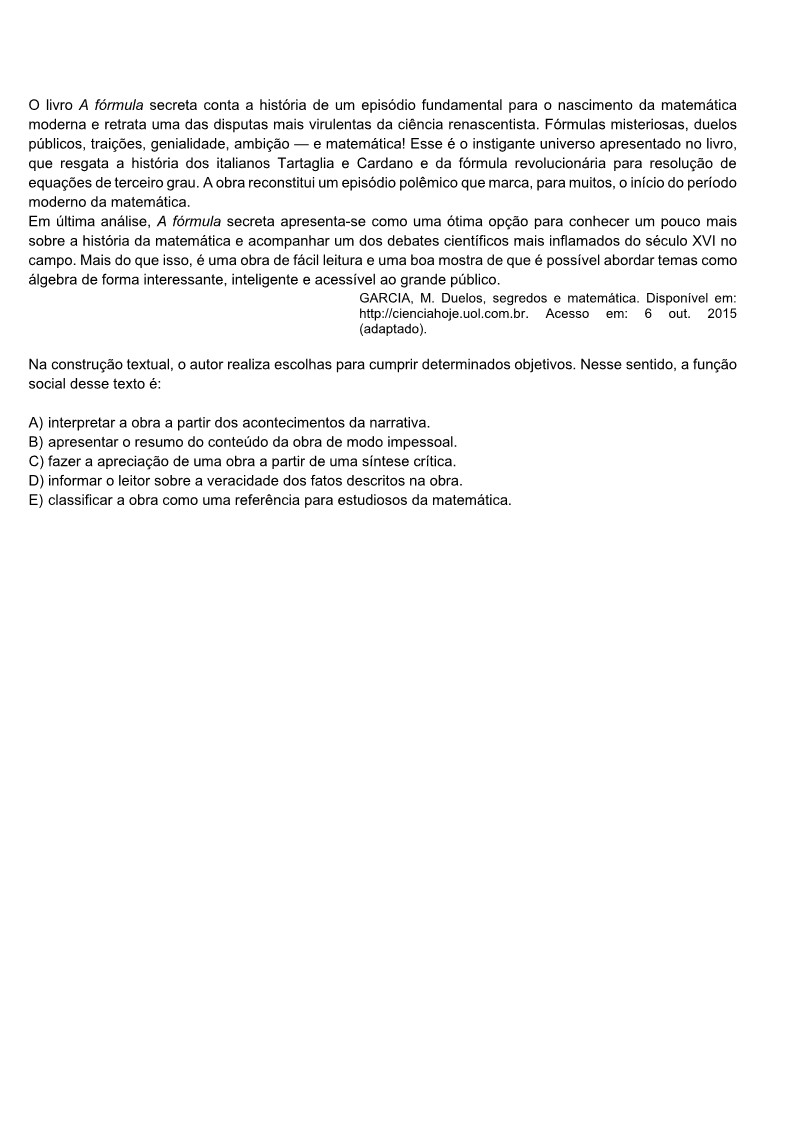 O livro A fórmula secreta conta a história de um episódio fundamental para o nascimento da matemática
moderna e retrata uma das disputas mais virulentas da ciência renascentista. Fórmulas misteriosas, duelos
públicos, traições, genialidade, ambição — e matemática! Esse é o instigante universo apresentado no livro,
que resgata a história dos italianos Tartaglia e Cardano e da fórmula revolucionária para resolução de
equações de terceiro grau. A obra reconstitui um episódio polêmico que marca, para muitos, o início do período
moderno da matemática.
Em última análise, A fórmula secreta apresenta-se como uma ótima opção para conhecer um pouco mais
sobre a história da matemática e acompanhar um dos debates científicos mais inflamados do século XVI no
campo. Mais do que isso, é uma obra de fácil leitura e uma boa mostra de que é possível abordar temas como
álgebra de forma interessante, inteligente e acessível ao grande público.
GARCIA, M. Duelos, segredos e matemática. Disponível em:
http://cienciahoje.uol.com.br. Acesso em: 6 out. 2015
(adaptado).
Na construção textual, o autor realiza escolhas para cumprir determinados objetivos. Nesse sentido, a função
social desse texto é:
A) interpretar a obra a partir dos acontecimentos da narrativa.
B) apresentar o resumo do conteúdo da obra de modo impessoal.
C) fazer a apreciação de uma obra a partir de uma síntese crítica.
D) informar o leitor sobre a veracidade dos fatos descritos na obra.
E) classificar a obra como uma referência para estudiosos da matemática.